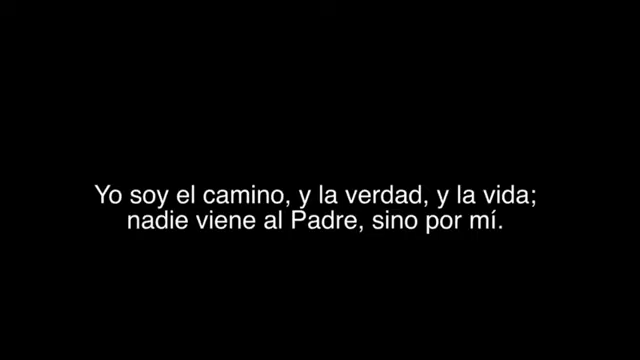 Yo soy el camino, y la verdad, y la vida;
nadie viene al Padre, sino por mí.